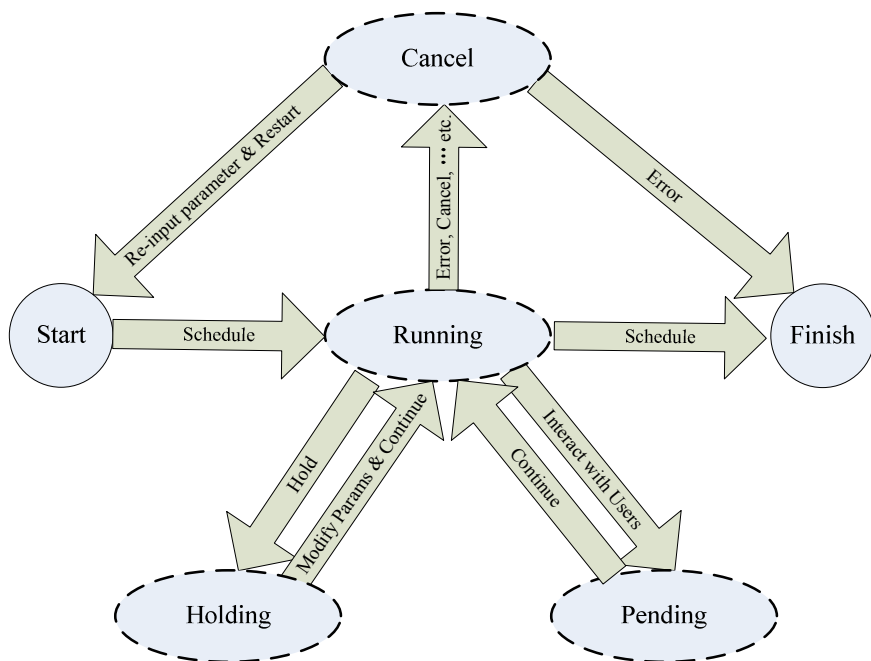 Cancel
Re-input parameter & Restart
Error, Cancel, ··· etc.
Error
Start
Schedule
Running
Schedule
Finish
Hold
Modify Params & Continue
Continue
Interact with Users
Holding
Pending